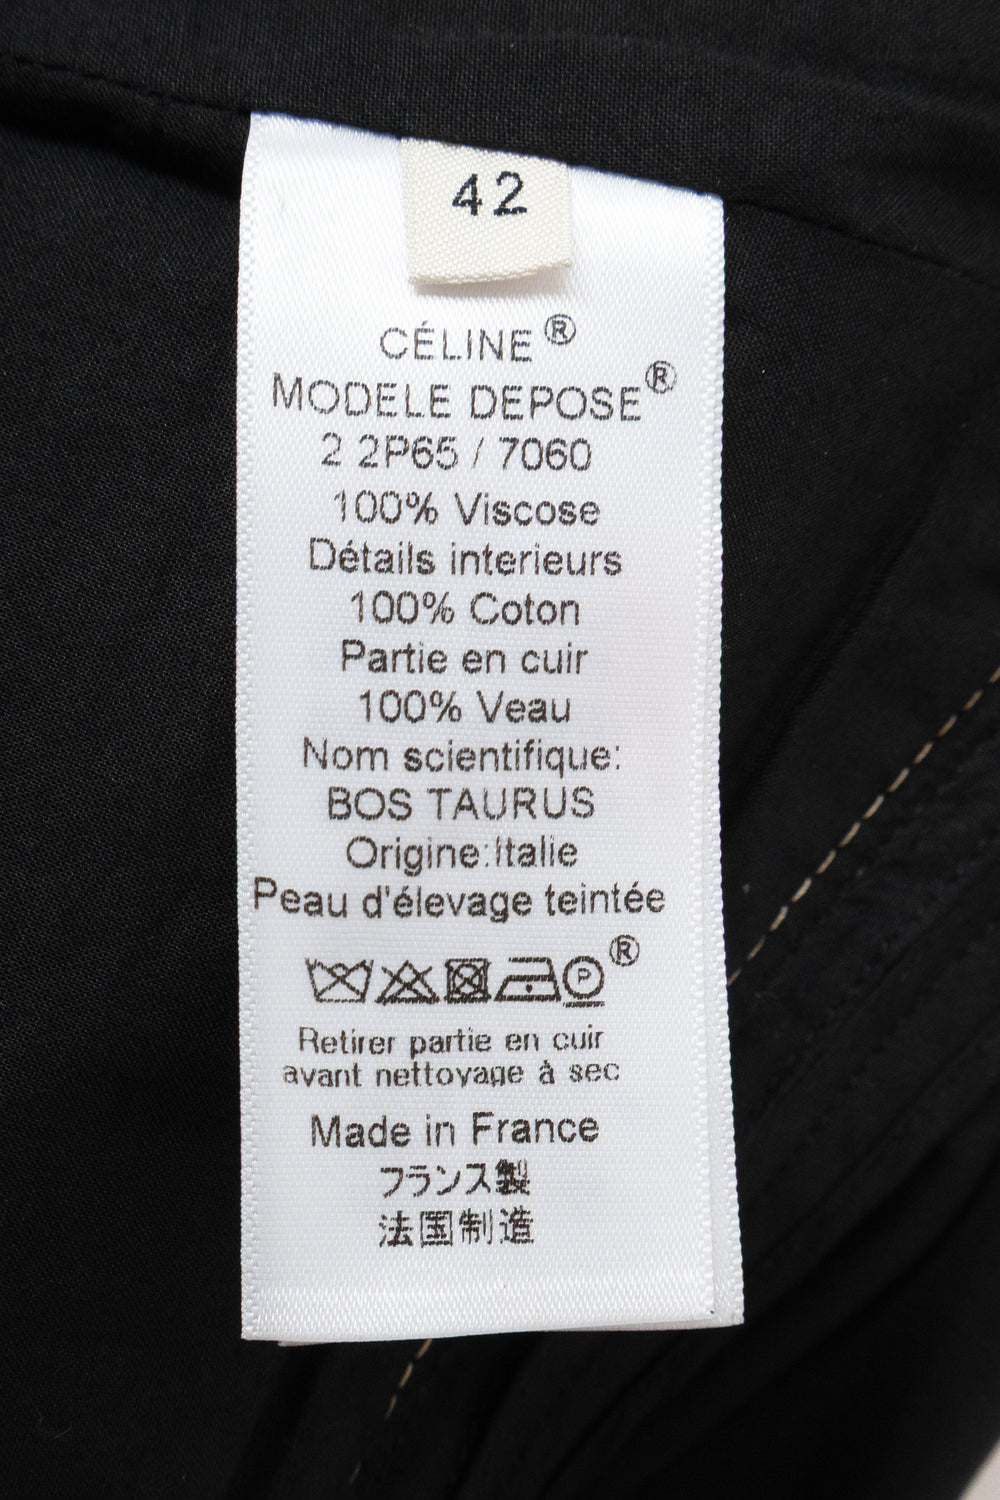 42
CÉLINE®
MODELE DEPOSE®
2 2P65 / 7060
100% Viscose
Détails interieurs
100% Coton
Partie en cuir
100% Veau
Nom scientifique:
BOS TAURUS
Origine:Italie
Peau d'élevage teintée
P ®
Retirer partie en cuir
avant nettoyage à sec
Made in France
フランス製
法国制造